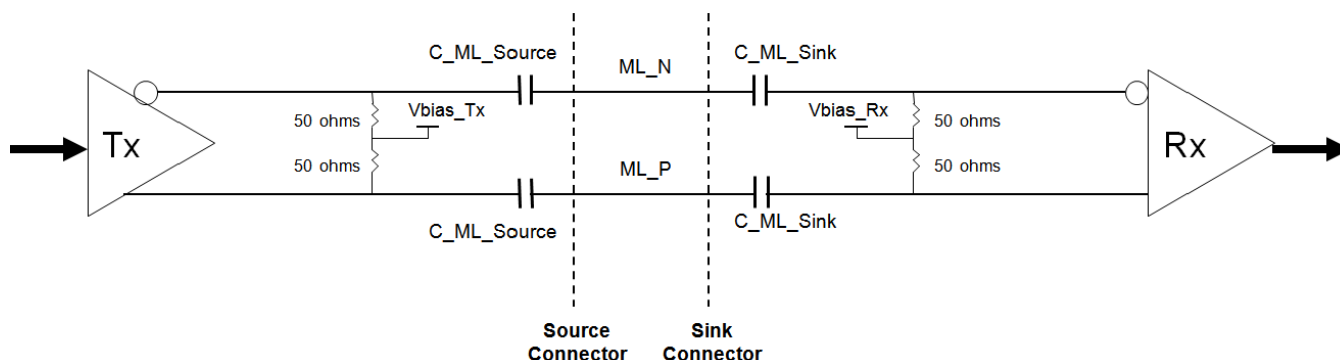 C_ML_Source
ML_N
C_ML_Sink
Tx
50 ohms
Vbias_Tx
Vbias_Rx
50 ohms
Rx
50 ohms
50 ohms
ML_P
C_ML_Source
C_ML_Sink
Source
Connector
Sink
Connector